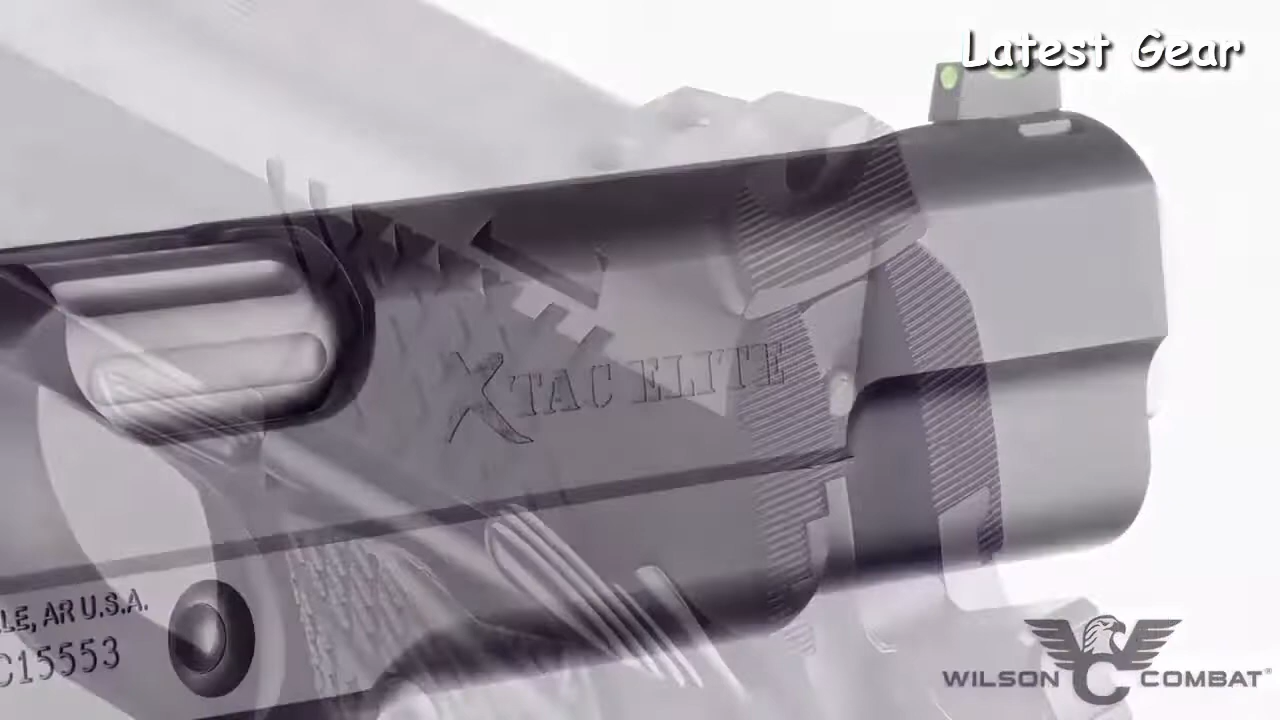 Latest Gear
XTAC ELITE
LE, AR U.S.A.
C15553
WILSON COMBAT®